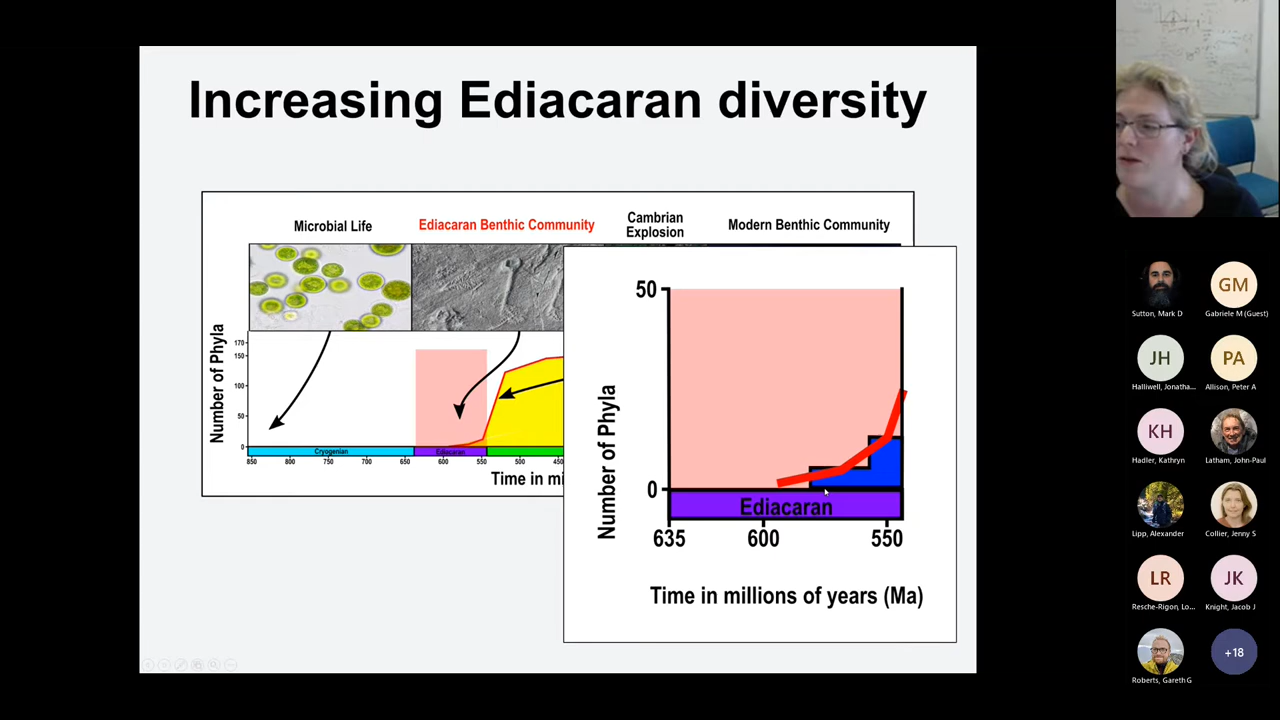 Increasing Ediacaran diversity
Microbial Life
Ediacaran Benthic Community
Cambrian
Explosion
Modern Benthic Community
Number of Phyla
170
150
100
50
0
Cryogenian
Ediacaran
850
800
750
700
650
600
550
500
450
Time in mi
Number of Phyla
50
0
Ediacaran
635
600
550
Time in millions of years (Ma)
Sutton, Mark D
GM
Gabriele M (Guest)
JH
Halliwell, Jonatha...
PA
Allison, Peter A
KH
Hadler, Kathryn
Latham, John-Paul
Lipp, Alexander
Collier, Jenny S
LR
Resche-Rigon, Lo...
JK
Knight, Jacob J
Roberts, Gareth G
+18